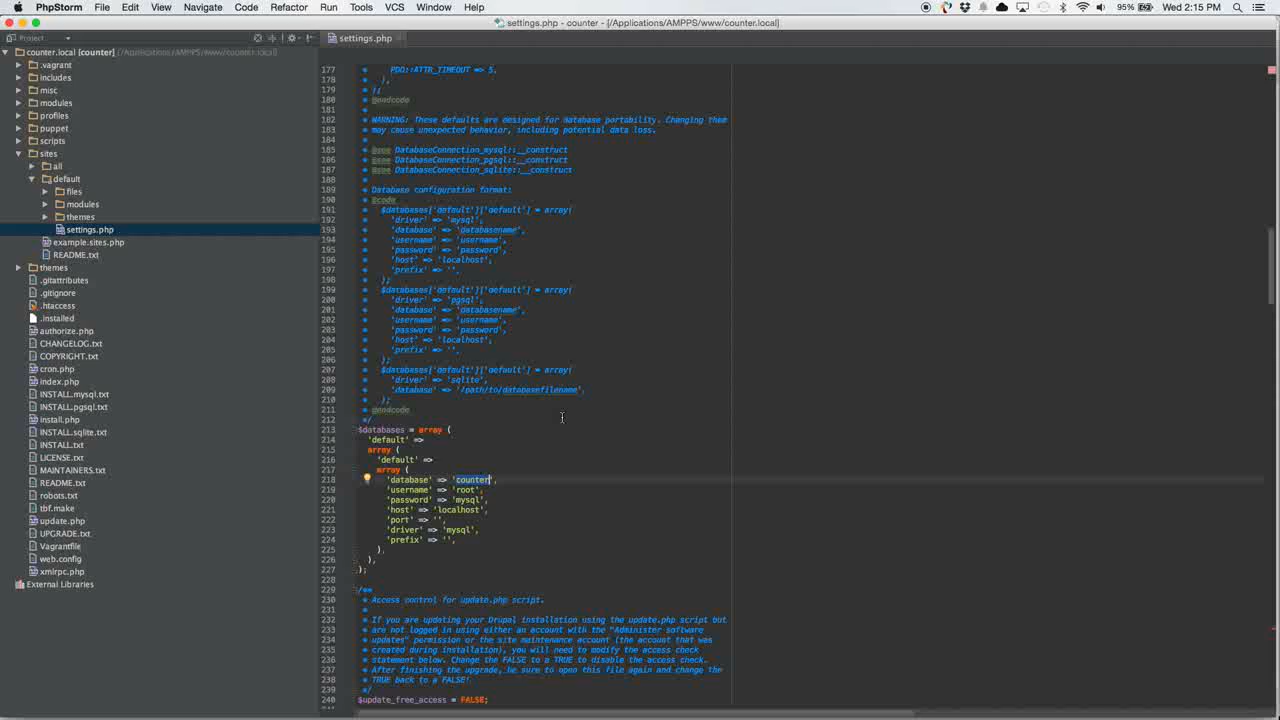 PhpStorm File Edit View Navigate Code Refactor Run Tools VCS Window Help 95% Wed 2:15 PM
settings.php - counter - [/Applications/AMPPS/www/counter.local]
Project
settings.php
counter.local [counter] (/Applications/AMPPS/www/counter.local)
.vagrant
includes
misc
modules
profiles
puppet
scripts
sites
all
default
files
modules
themes
settings.php
example.sites.php
README.txt
themes
.gitattributes
.gitignore
.htaccess
.installed
authorize.php
CHANGELOG.txt
COPYRIGHT.txt
cron.php
index.php
INSTALL.mysql.txt
INSTALL.pgsql.txt
install.php
INSTALL.sqlite.txt
INSTALL.txt
LICENSE.txt
MAINTAINERS.txt
README.txt
robots.txt
tbf.make
update.php
UPGRADE.txt
Vagrantfile
web.config
xmlrpc.php
External Libraries
177 * PDO::ATTR_TIMEOUT => 5,
178 * ),
179 * );
180 * @endcode
181 *
182 * WARNING: These defaults are designed for database portability. Changing them
183 * may cause unexpected behavior, including potential data loss.
184 *
185 * @see DatabaseConnection_mysql::__construct
186 * @see DatabaseConnection_pgsql::__construct
187 * @see DatabaseConnection_sqlite::__construct
188 *
189 * Database configuration format:
190 * @code
191 * $databases['default']['default'] = array(
192 * 'driver' => 'mysql',
193 * 'database' => 'databasename',
194 * 'username' => 'username',
195 * 'password' => 'password',
196 * 'host' => 'localhost',
197 * 'prefix' => '',
198 * );
199 * $databases['default']['default'] = array(
200 * 'driver' => 'pgsql',
201 * 'database' => 'databasename',
202 * 'username' => 'username',
203 * 'password' => 'password',
204 * 'host' => 'localhost',
205 * 'prefix' => '',
206 * );
207 * $databases['default']['default'] = array(
208 * 'driver' => 'sqlite',
209 * 'database' => '/path/to/databasefilename',
210 * );
211 * @endcode
212 */
213 $databases = array (
214 'default' =>
215 array (
216 'default' =>
217 array (
218 'database' => 'counter',
219 'username' => 'root',
220 'password' => 'mysql',
221 'host' => 'localhost',
222 'port' => '',
223 'driver' => 'mysql',
224 'prefix' => '',
225 ),
226 ),
227 );
228
229 /**
230 * Access control for update.php script.
231 *
232 * If you are updating your Drupal installation using the update.php script but
233 * are not logged in using either an account with the "Administer software
234 * updates" permission or the site maintenance account (the account that was
235 * created during installation), you will need to modify the access check
236 * statement below. Change the FALSE to a TRUE to disable the access check.
237 * After finishing the upgrade, be sure to open this file again and change the
238 * TRUE back to a FALSE!
239 */
240 $update_free_access = FALSE;